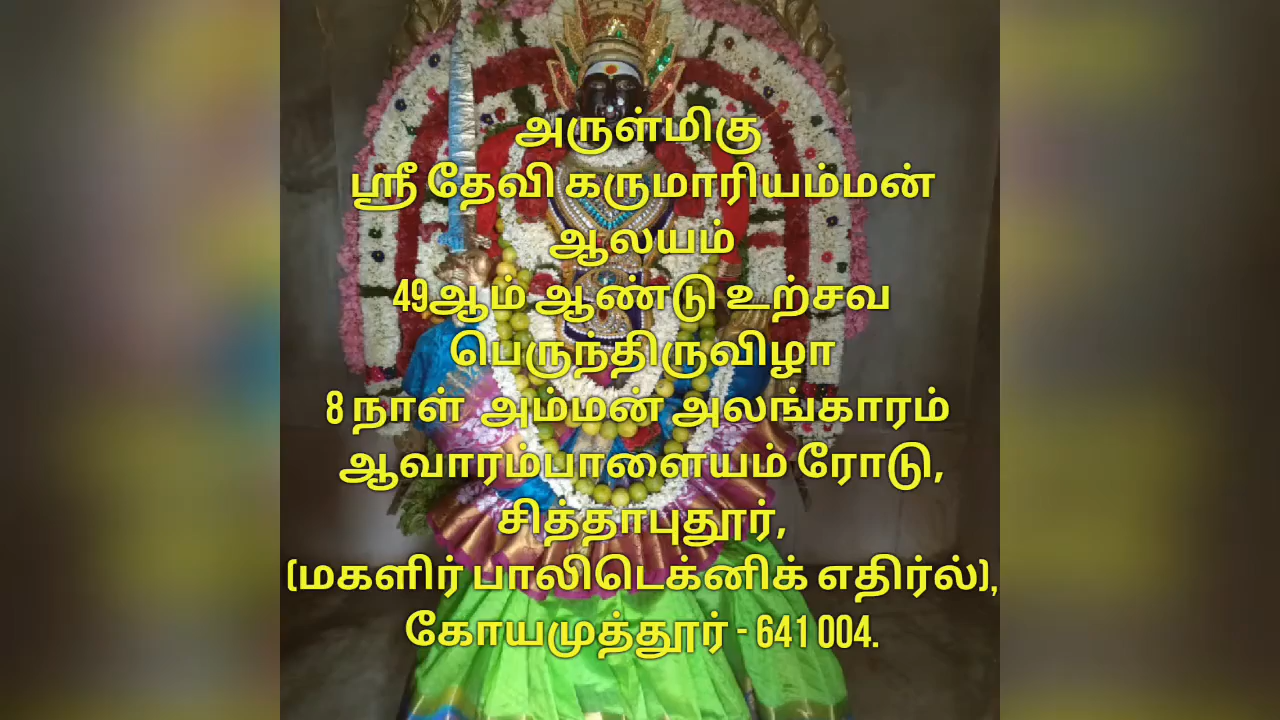 அருள்மிகு
ஸ்ரீ தேவி கருமாரியம்மன்
ஆலயம்
49ஆம் ஆண்டு உற்சவ
பெருந்திருவிழா
8 நாள் அம்மன் அலங்காரம்
ஆவாரம்பாளையம் ரோடு,
சித்தாபுதூர்,
(மகளிர் பாலிடெக்னிக் எதிர்ல்),
கோயமுத்தூர் - 641 004.